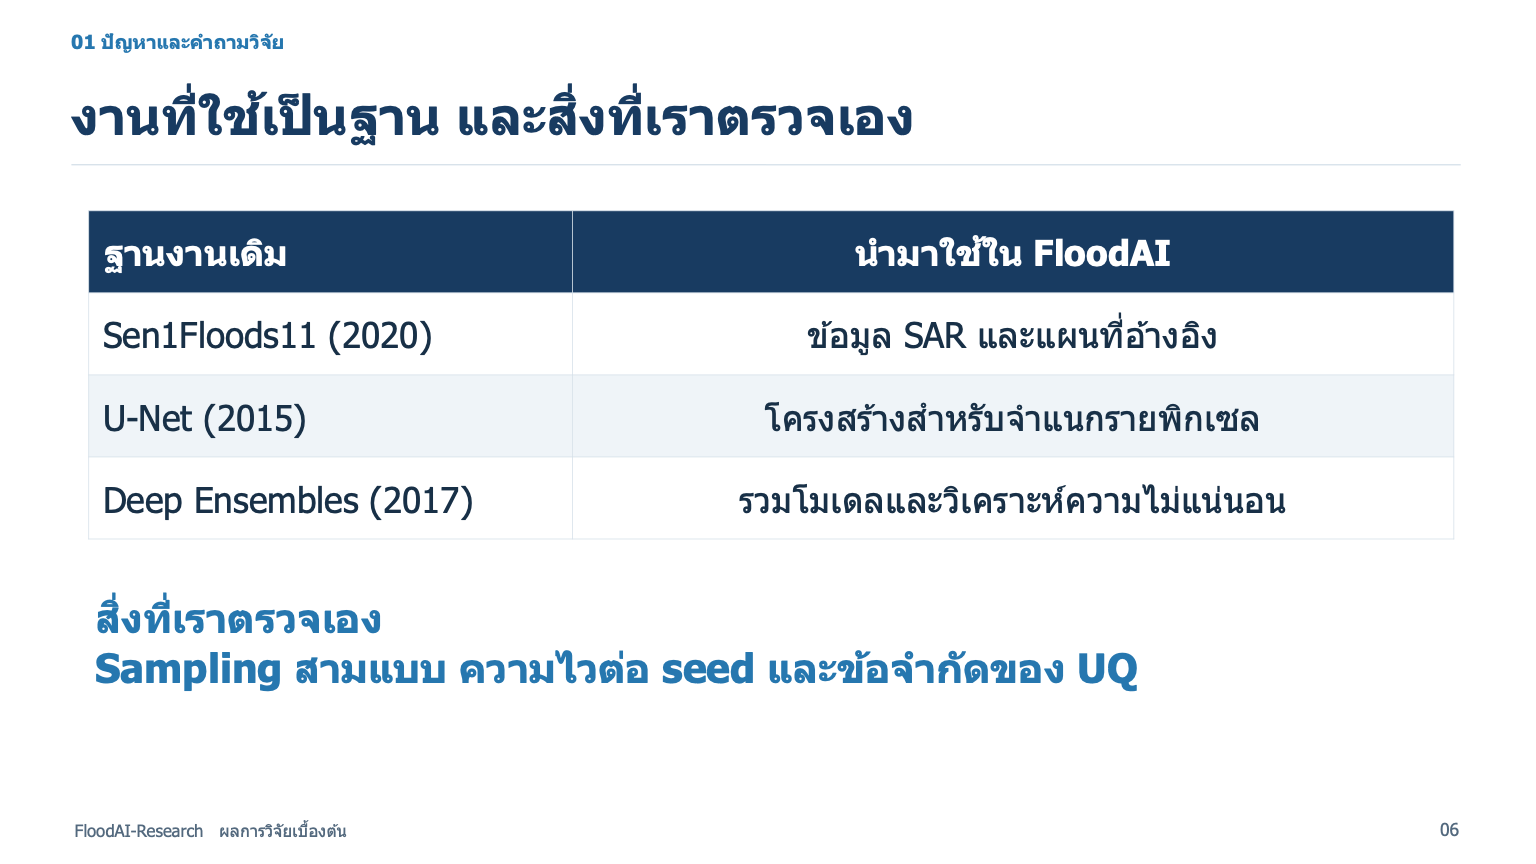 01 ปัญหาและคำถามวิจัย
งานที่ใช้เป็นฐาน และสิ่งที่เราตรวจเอง
ฐานงานเดิม นำมาใช้ใน FloodAI
Sen1Floods11 (2020) ข้อมูล SAR และแผนที่อ้างอิง
U-Net (2015) โครงสร้างสำหรับจำแนกรายพิกเซล
Deep Ensembles (2017) รวมโมเดลและวิเคราะห์ความไม่แน่นอน
สิ่งที่เราตรวจเอง
Sampling สามแบบ ความไวต่อ seed และข้อจำกัดของ UQ
FloodAI-Research ผลการวิจัยเบื้องต้น 06